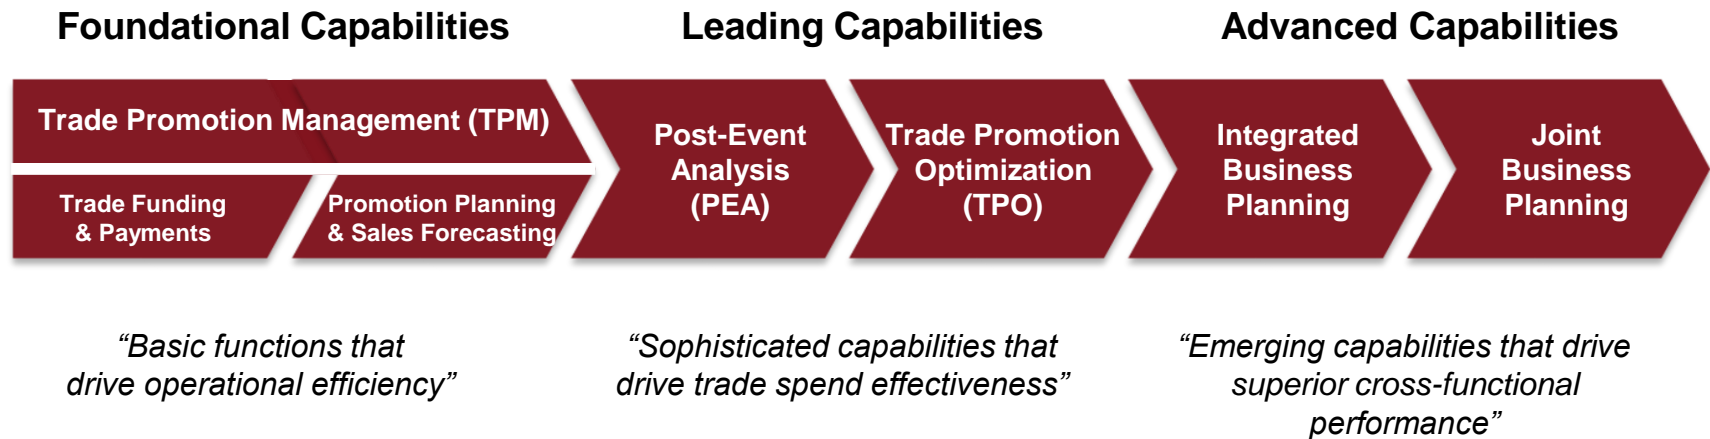 Foundational Capabilities
Leading Capabilities
Advanced Capabilities
Trade Promotion Management (TPM)
Trade Funding
& Payments
Promotion Planning
& Sales Forecasting
Post-Event
Analysis
(PEA)
Trade Promotion
Optimization
(TPO)
Integrated
Business
Planning
Joint
Business
Planning
“Basic functions that
drive operational efficiency”
“Sophisticated capabilities that
drive trade spend effectiveness”
“Emerging capabilities that drive
superior cross-functional
performance”